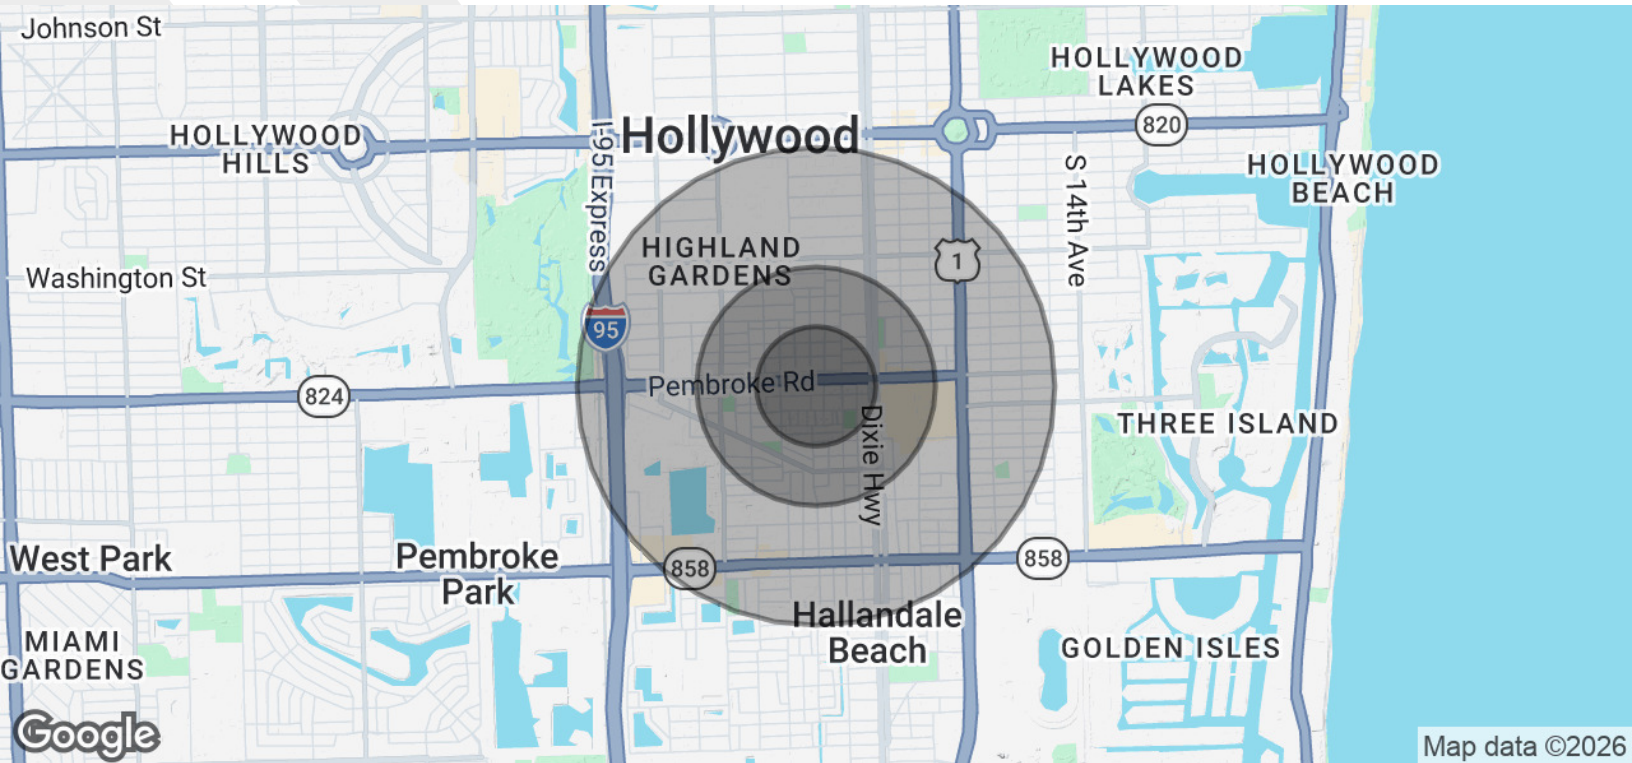 Johnson St
HOLLYWOOD
LAKES
820
HOLLYWOOD
HILLS
I-95 Express
Hollywood
S 14th Ave
HOLLYWOOD
BEACH
HIGHLAND
GARDENS
1
Washington St
95
824
Pembroke Rd
Dixie Hwy
THREE ISLAND
West Park
Pembroke
Park
858
858
Hallandale
Beach
MIAMI
GARDENS
GOLDEN ISLES
Google
Map data ©2026